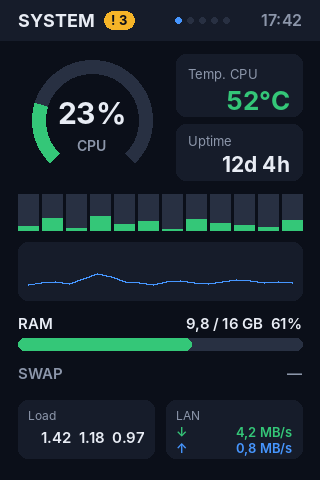 SYSTEM ! 3 17:42
23%
CPU
Temp. CPU
52°C
Uptime
12d 4h
RAM 9,8 / 16 GB 61%
SWAP —
Load
1.42 1.18 0.97
LAN
↓ 4,2 MB/s
↑ 0,8 MB/s